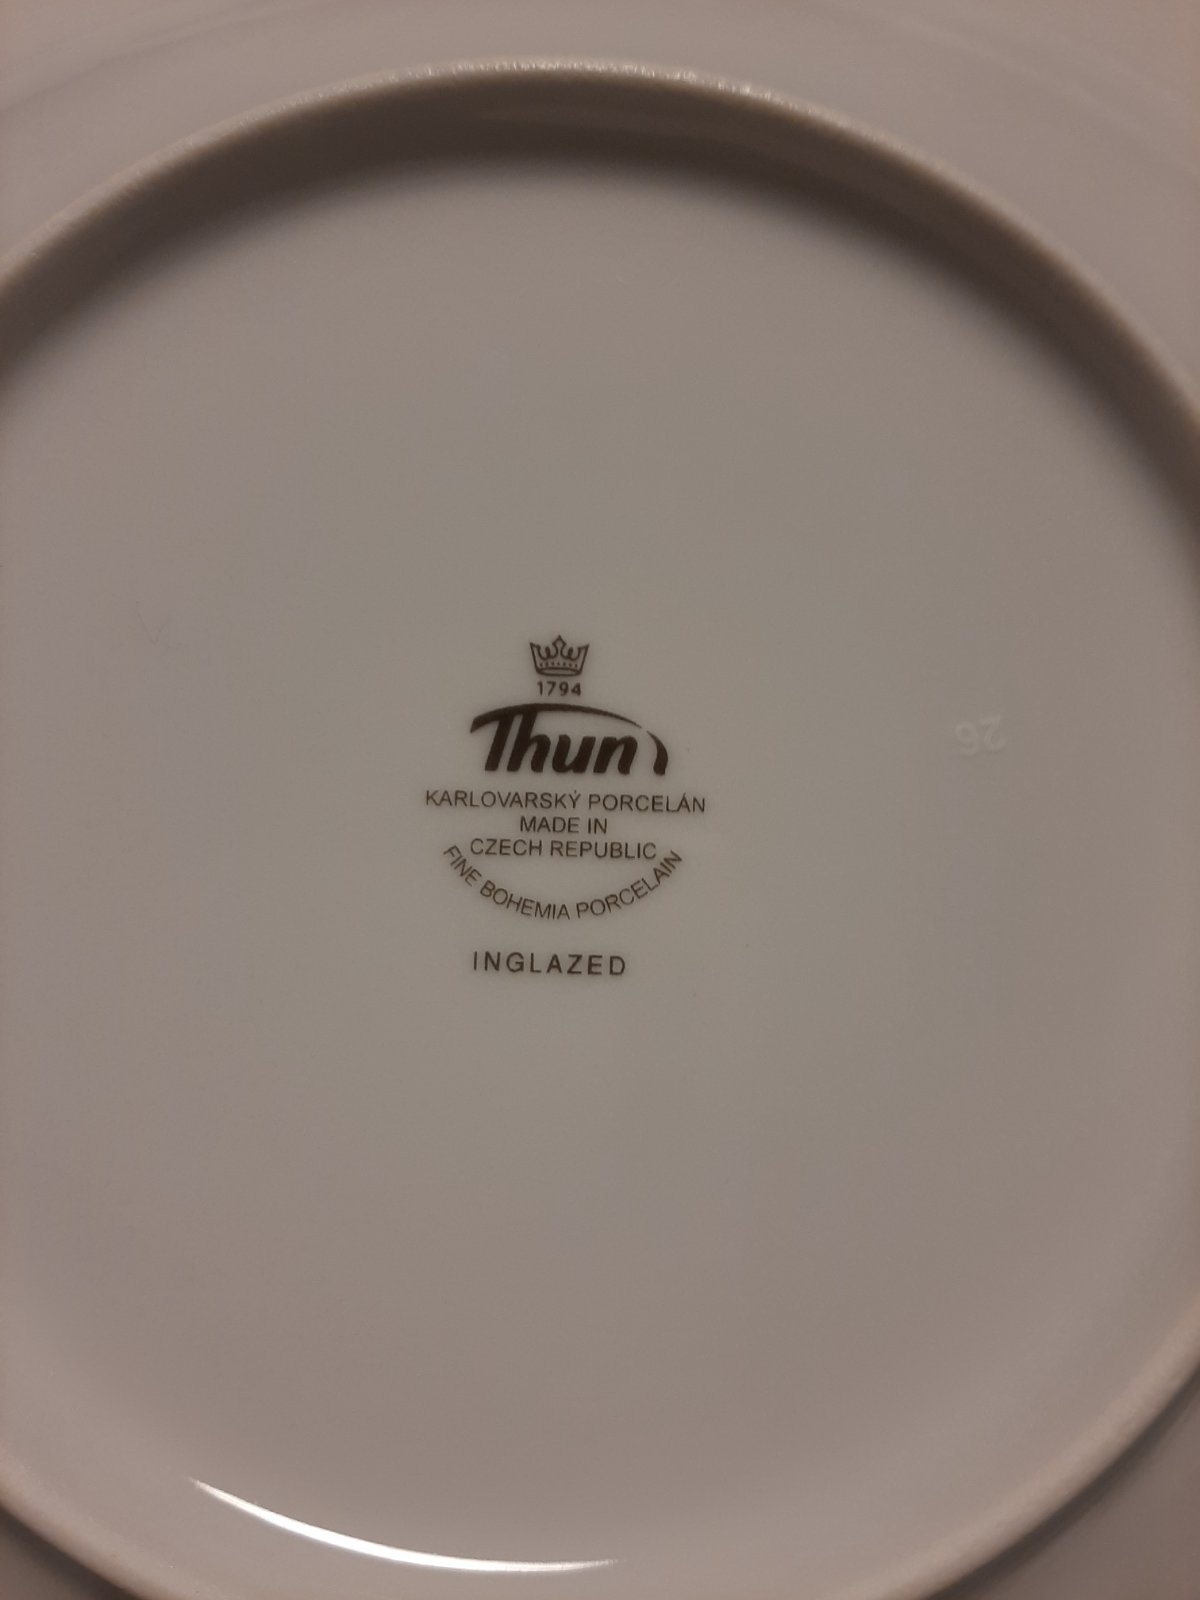 1794
Thun
KARLOVARSKÝ PORCELÁN
MADE IN
CZECH REPUBLIC
FINE BOHEMIA PORCELAIN
INGLAZED
26